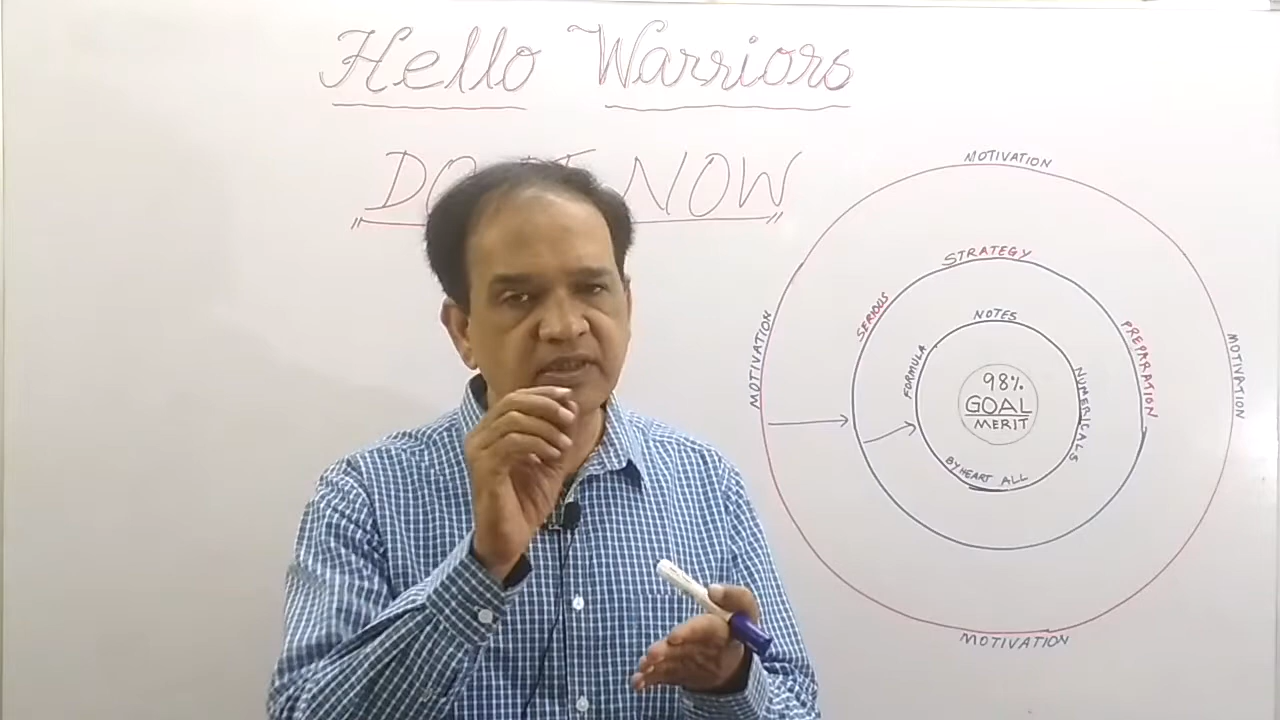 Hello Warriors
DO IT NOW
MOTIVATION
STRATEGY
SERIOUS
NOTES
MOTIVATION
FORMULA
PREPARATION
MOTIVATION
NUMERICALS
98%
GOAL
MERIT
BY HEART ALL
MOTIVATION